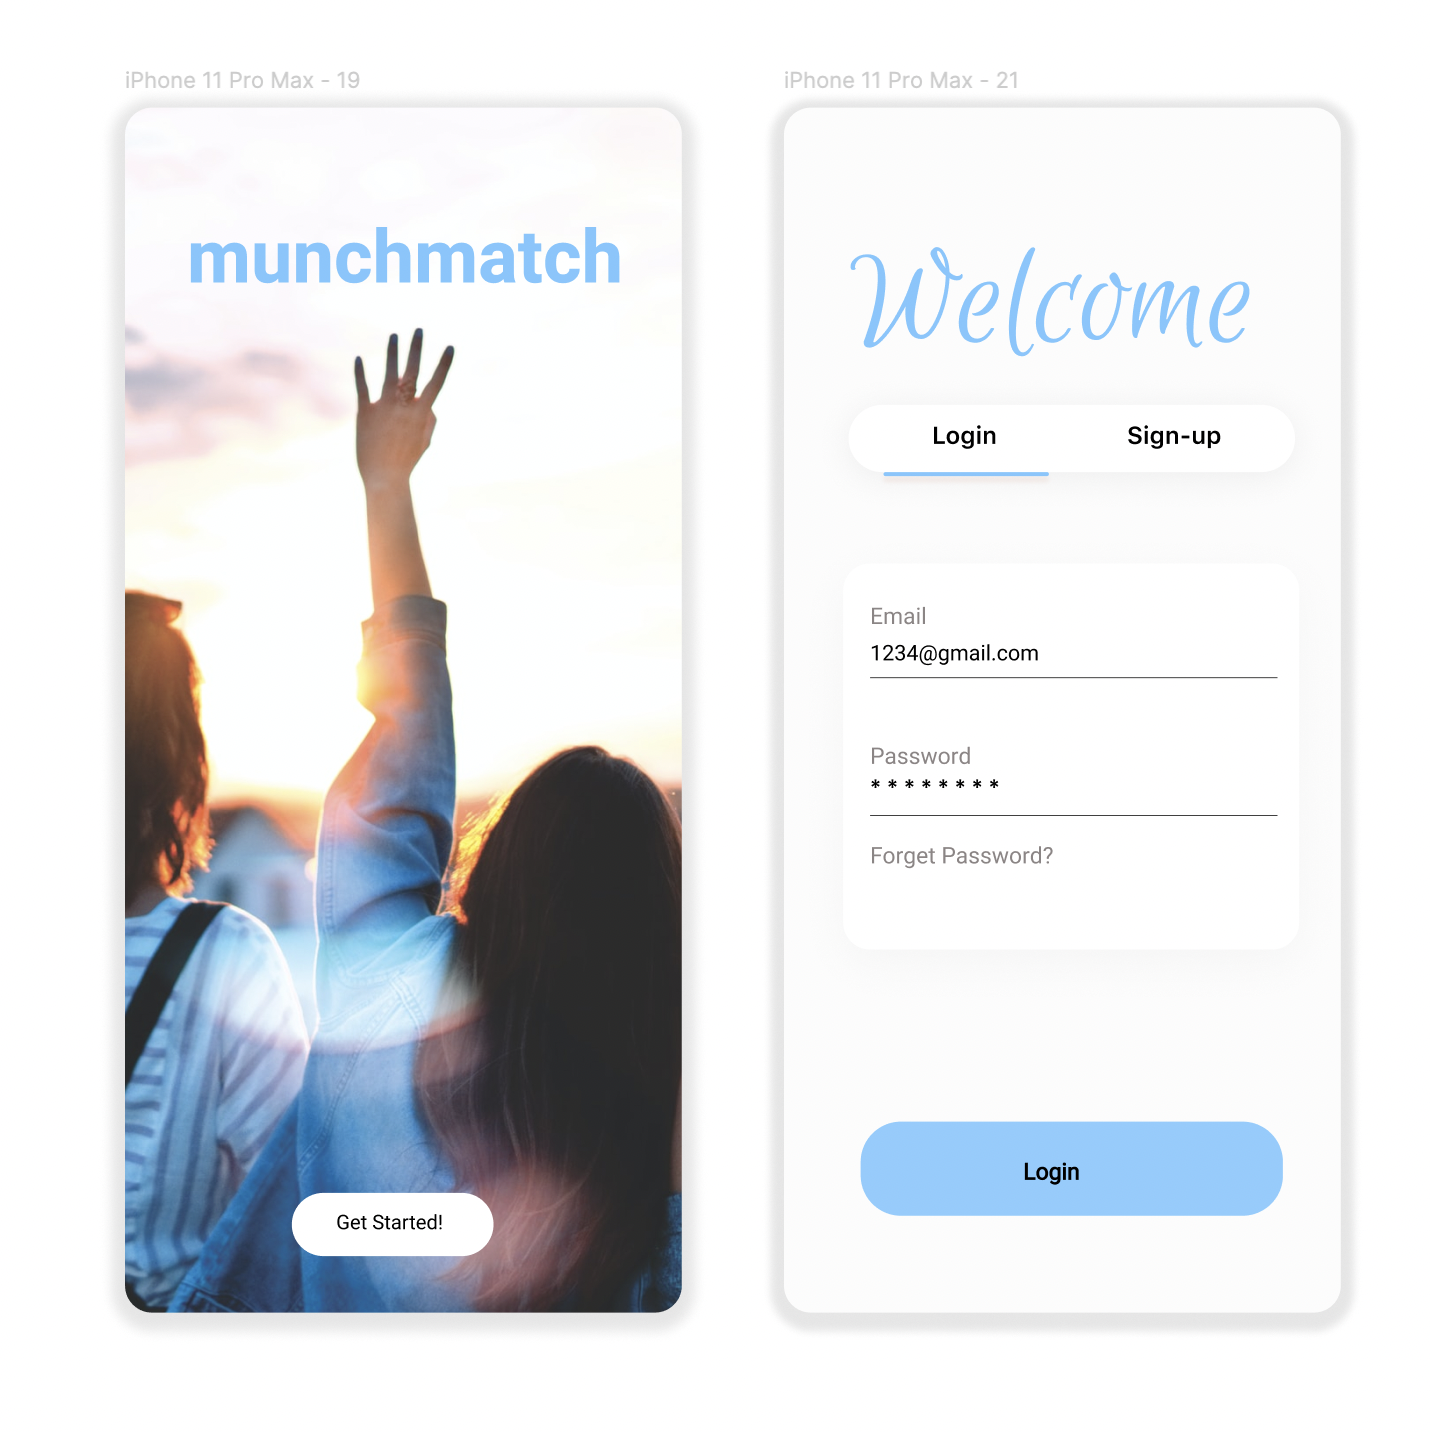 iPhone 11 Pro Max - 19
munchmatch
Get Started!
iPhone 11 Pro Max - 21
Welcome
Login Sign-up
Email
1234@gmail.com
Password
* * * * * * * *
Forget Password?
Login